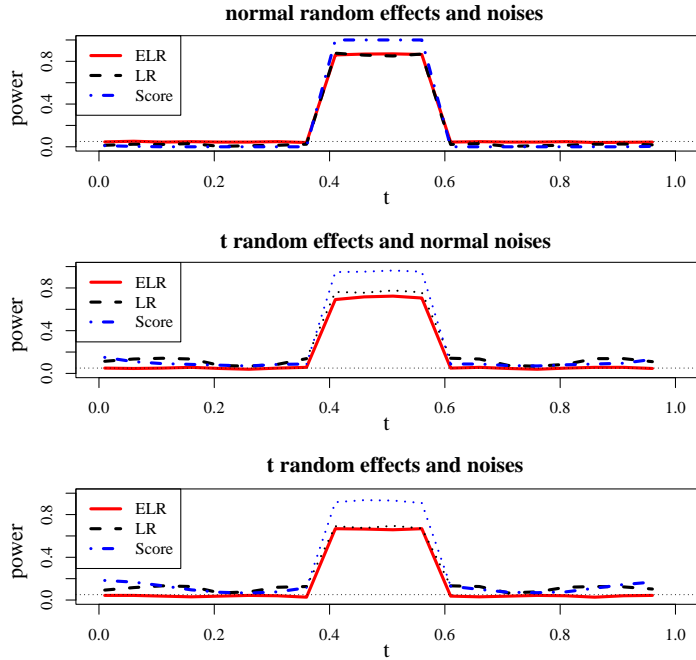 normal random effects and noises
power
0.0 0.4 0.8
ELR
LR
Score
0.0 0.2 0.4 0.6 0.8 1.0
t
t random effects and normal noises
power
0.0 0.4 0.8
ELR
LR
Score
0.0 0.2 0.4 0.6 0.8 1.0
t
t random effects and noises
power
0.0 0.4 0.8
ELR
LR
Score
0.0 0.2 0.4 0.6 0.8 1.0
t